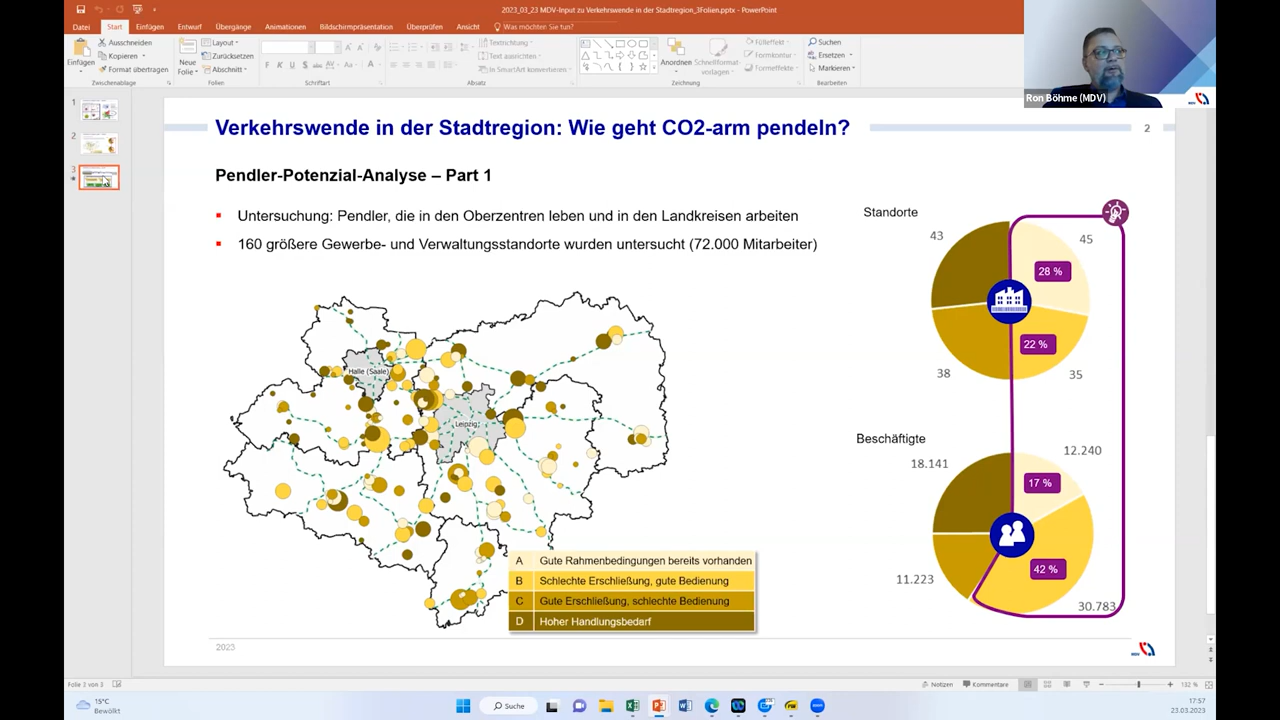 2023_03_23 MDV-Input zu Verkehrswende in der Stadtregion_3Folien.pptx - PowerPoint
Datei Start Einfügen Entwurf Übergänge Animationen Bildschirmpräsentation Überprüfen Ansicht Was möchten Sie tun?
Ausschneiden
Kopieren
Format übertragen
Einfügen
Zwischenablage
Neue Folie
Layout
Zurücksetzen
Abschnitt
Folien
F K U S
Schriftart
Textrichtung
Text ausrichten
In SmartArt konvertieren
Absatz
Anordnen
Schnellformatvorlagen
Fülleffekt
Formkontur
Formeffekte
Zeichnung
Suchen
Ersetzen
Markieren
Bearbeiten
Ron Böhme (MDV)
1
2
3
Verkehrswende in der Stadtregion: Wie geht CO2-arm pendeln?
2
Pendler-Potenzial-Analyse – Part 1
Untersuchung: Pendler, die in den Oberzentren leben und in den Landkreisen arbeiten
160 größere Gewerbe- und Verwaltungsstandorte wurden untersucht (72.000 Mitarbeiter)
Halle (Saale)
Leipzig
A Gute Rahmenbedingungen bereits vorhanden
B Schlechte Erschließung, gute Bedienung
C Gute Erschließung, schlechte Bedienung
D Hoher Handlungsbedarf
Standorte
43
45
28 %
22 %
38
35
Beschäftigte
18.141
12.240
17 %
42 %
11.223
30.783
2023
MDV
Folie 3 von 3
Notizen
Kommentare
132 %
15°C
Bewölkt
Suche
17:57
23.03.2023